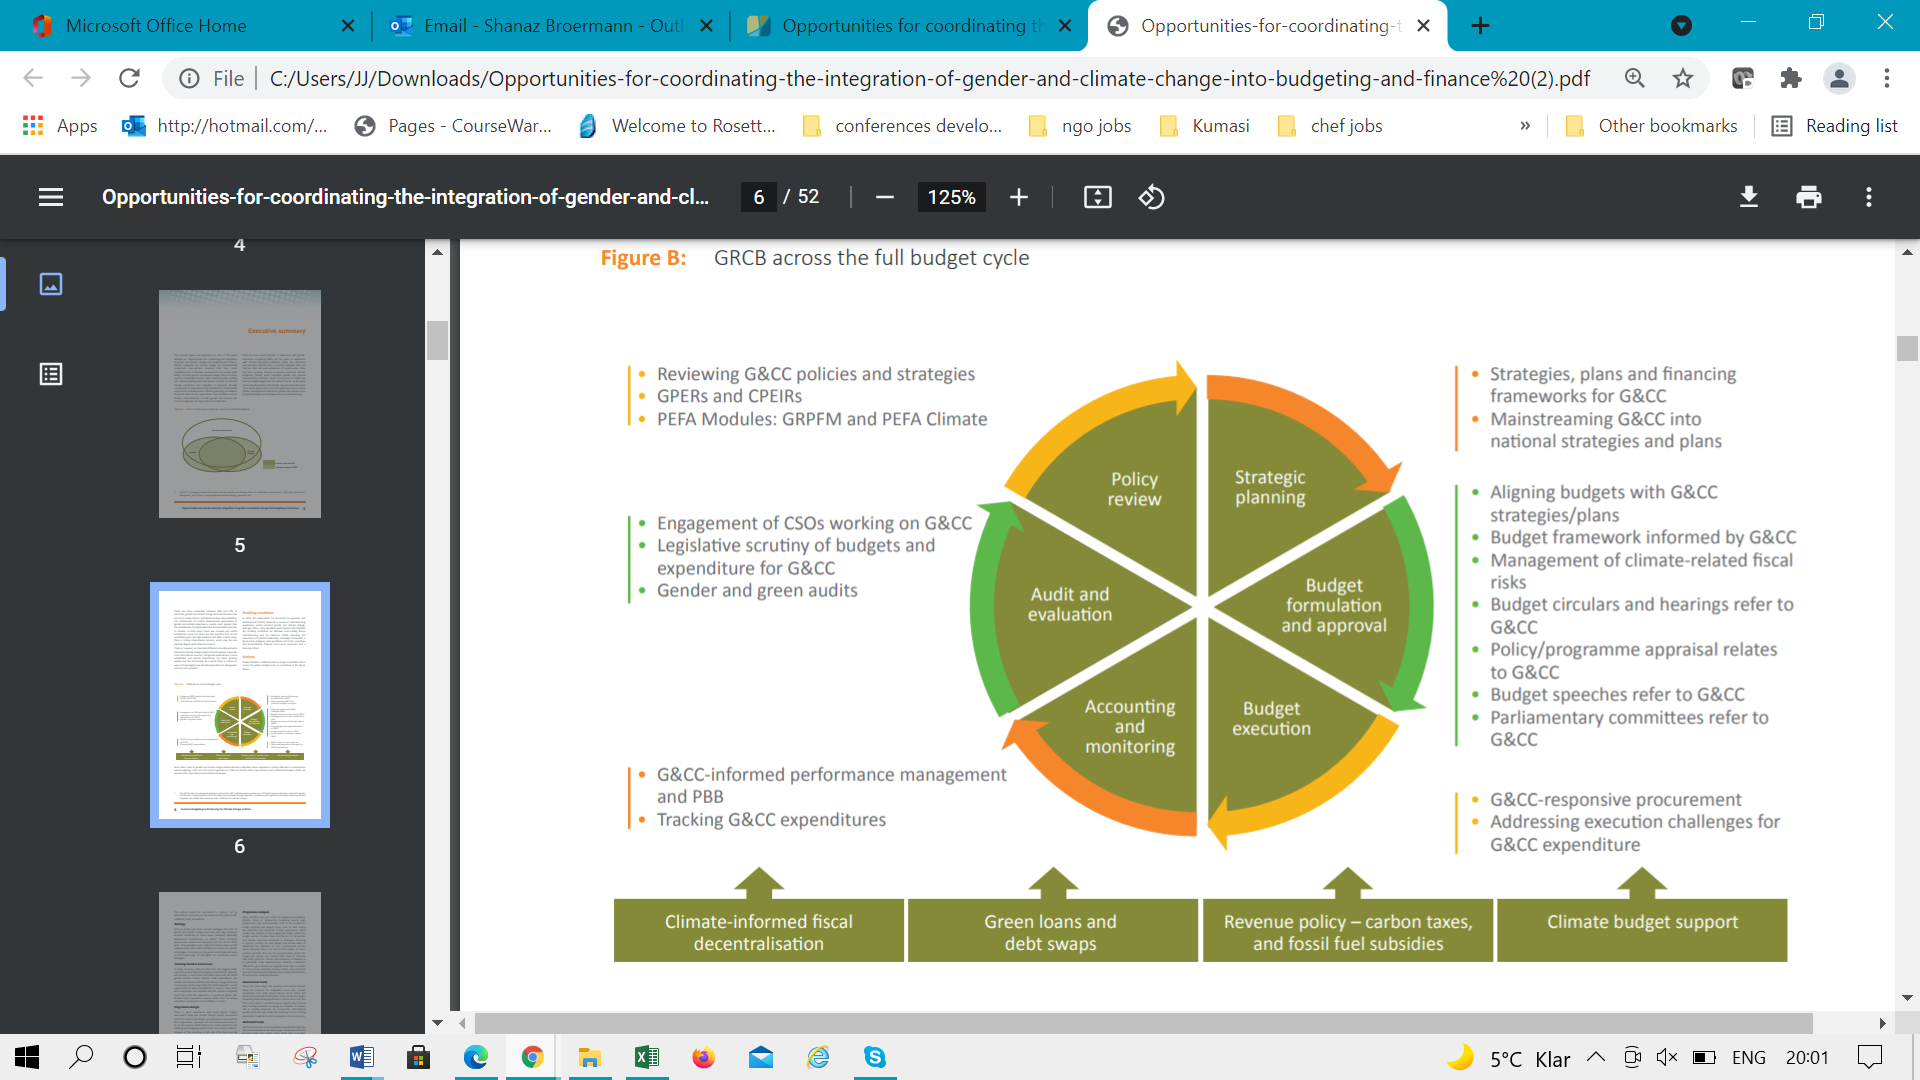 Microsoft Office Home
Email - Shanaz Broermann - Outl
Opportunities for coordinating th
Opportunities-for-coordinating-t
File
C:/Users/JJ/Downloads/Opportunities-for-coordinating-the-integration-of-gender-and-climate-change-into-budgeting-and-finance%20(2).pdf
Apps
http://hotmail.com/...
Pages - CourseWar...
Welcome to Rosett...
conferences develo...
ngo jobs
Kumasi
chef jobs
»
Other bookmarks
Reading list
Opportunities-for-coordinating-the-integration-of-gender-and-cl...
6 / 52
125%
4
Executive summary
5
6
Figure B: GRCB across the full budget cycle
• Reviewing G&CC policies and strategies
• GPERs and CPEIRs
• PEFA Modules: GRPFM and PEFA Climate
• Engagement of CSOs working on G&CC
• Legislative scrutiny of budgets and
expenditure for G&CC
• Gender and green audits
• G&CC-informed performance management
and PBB
• Tracking G&CC expenditures
Policy
review
Strategic
planning
Audit and
evaluation
Budget
formulation
and approval
Accounting
and
monitoring
Budget
execution
• Strategies, plans and financing
frameworks for G&CC
• Mainstreaming G&CC into
national strategies and plans
• Aligning budgets with G&CC
strategies/plans
• Budget framework informed by G&CC
• Management of climate-related fiscal
risks
• Budget circulars and hearings refer to
G&CC
• Policy/programme appraisal relates
to G&CC
• Budget speeches refer to G&CC
• Parliamentary committees refer to
G&CC
• G&CC-responsive procurement
• Addressing execution challenges for
G&CC expenditure
Climate-informed fiscal
decentralisation
Green loans and
debt swaps
Revenue policy – carbon taxes,
and fossil fuel subsidies
Climate budget support
5°C Klar
ENG
20:01